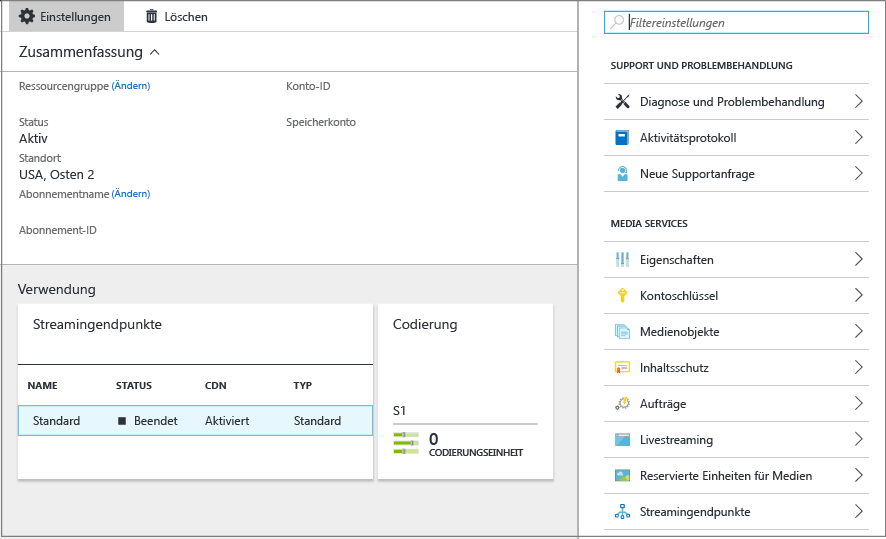 Einstellungen Löschen
Zusammenfassung
Ressourcengruppe (Ändern) Konto-ID
Status Speicherkonto
Aktiv
Standort
USA, Osten 2
Abonnementname (Ändern)
Abonnement-ID
Verwendung
Streamingendpunkte
NAME STATUS CDN TYP
Standard Beendet Aktiviert Standard
Codierung
S1
0
CODIERUNGSEINHEIT
Filtereinstellungen
SUPPORT UND PROBLEMBEHANDLUNG
Diagnose und Problembehandlung
Aktivitätsprotokoll
Neue Supportanfrage
MEDIA SERVICES
Eigenschaften
Kontoschlüssel
Medienobjekte
Inhaltsschutz
Aufträge
Livestreaming
Reservierte Einheiten für Medien
Streamingendpunkte